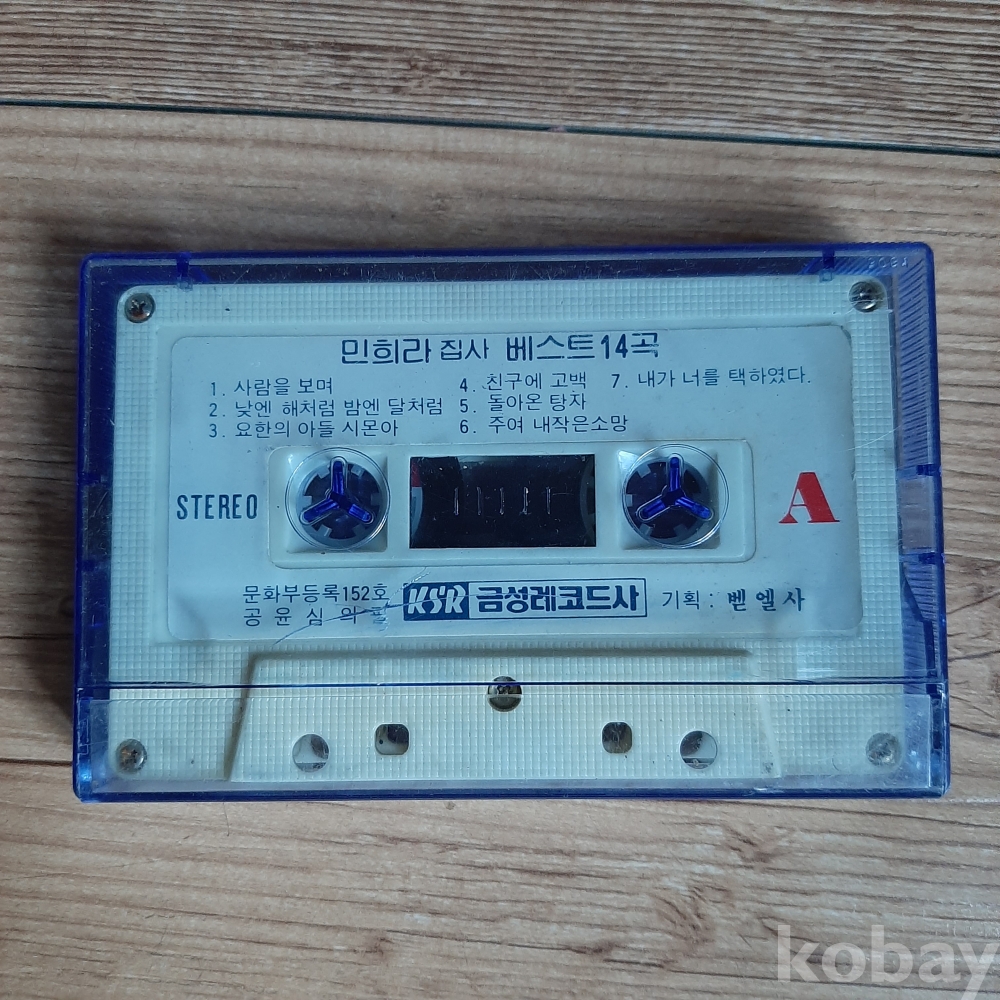 민희라 집사 베스트14곡
1. 사람을 보며
2. 낮엔 해처럼 밤엔 달처럼
3. 요한의 아들 시몬아
4. 친구에 고백
5. 돌아온 탕자
6. 주여 내작은소망
7. 내가 너를 택하였다.
STEREO
A
문화부등록152호
공윤심의필
KSR 금성레코드사
기획 : 벧엘사
kobay